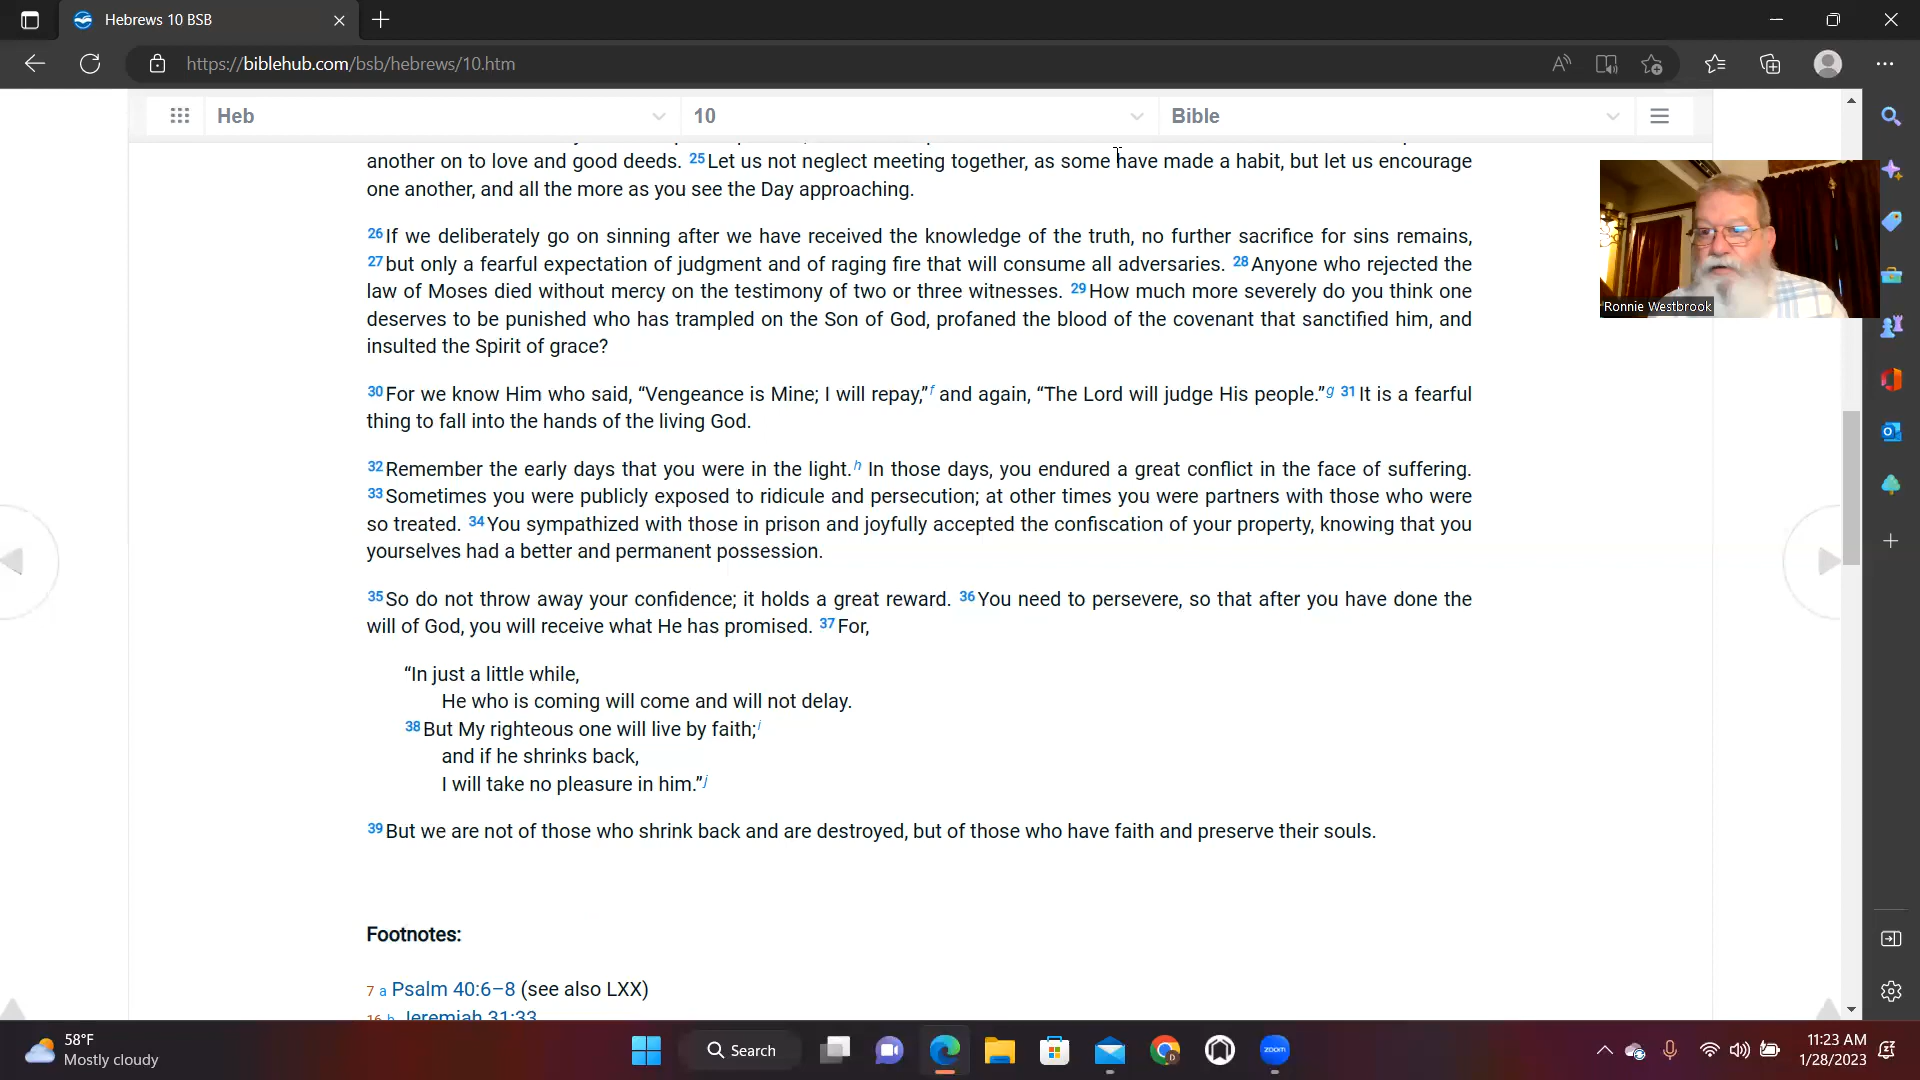 Hebrews 10 BSB
https://biblehub.com/bsb/hebrews/10.htm
Heb
10
Bible
another on to love and good deeds. 25 Let us not neglect meeting together, as some have made a habit, but let us encourage
one another, and all the more as you see the Day approaching.
26 If we deliberately go on sinning after we have received the knowledge of the truth, no further sacrifice for sins remains,
27 but only a fearful expectation of judgment and of raging fire that will consume all adversaries. 28 Anyone who rejected the
law of Moses died without mercy on the testimony of two or three witnesses. 29 How much more severely do you think one
deserves to be punished who has trampled on the Son of God, profaned the blood of the covenant that sanctified him, and
insulted the Spirit of grace?
30 For we know Him who said, “Vengeance is Mine; I will repay,” f and again, “The Lord will judge His people.” g 31 It is a fearful
thing to fall into the hands of the living God.
32 Remember the early days that you were in the light. h In those days, you endured a great conflict in the face of suffering.
33 Sometimes you were publicly exposed to ridicule and persecution; at other times you were partners with those who were
so treated. 34 You sympathized with those in prison and joyfully accepted the confiscation of your property, knowing that you
yourselves had a better and permanent possession.
35 So do not throw away your confidence; it holds a great reward. 36 You need to persevere, so that after you have done the
will of God, you will receive what He has promised. 37 For,
“In just a little while,
He who is coming will come and will not delay.
38 But My righteous one will live by faith; i
and if he shrinks back,
I will take no pleasure in him.” j
39 But we are not of those who shrink back and are destroyed, but of those who have faith and preserve their souls.
Footnotes:
7 a Psalm 40:6–8 (see also LXX)
16 b Jeremiah 31:33
Ronnie Westbrook
58°F
Mostly cloudy
Search
zoom
11:23 AM
1/28/2023